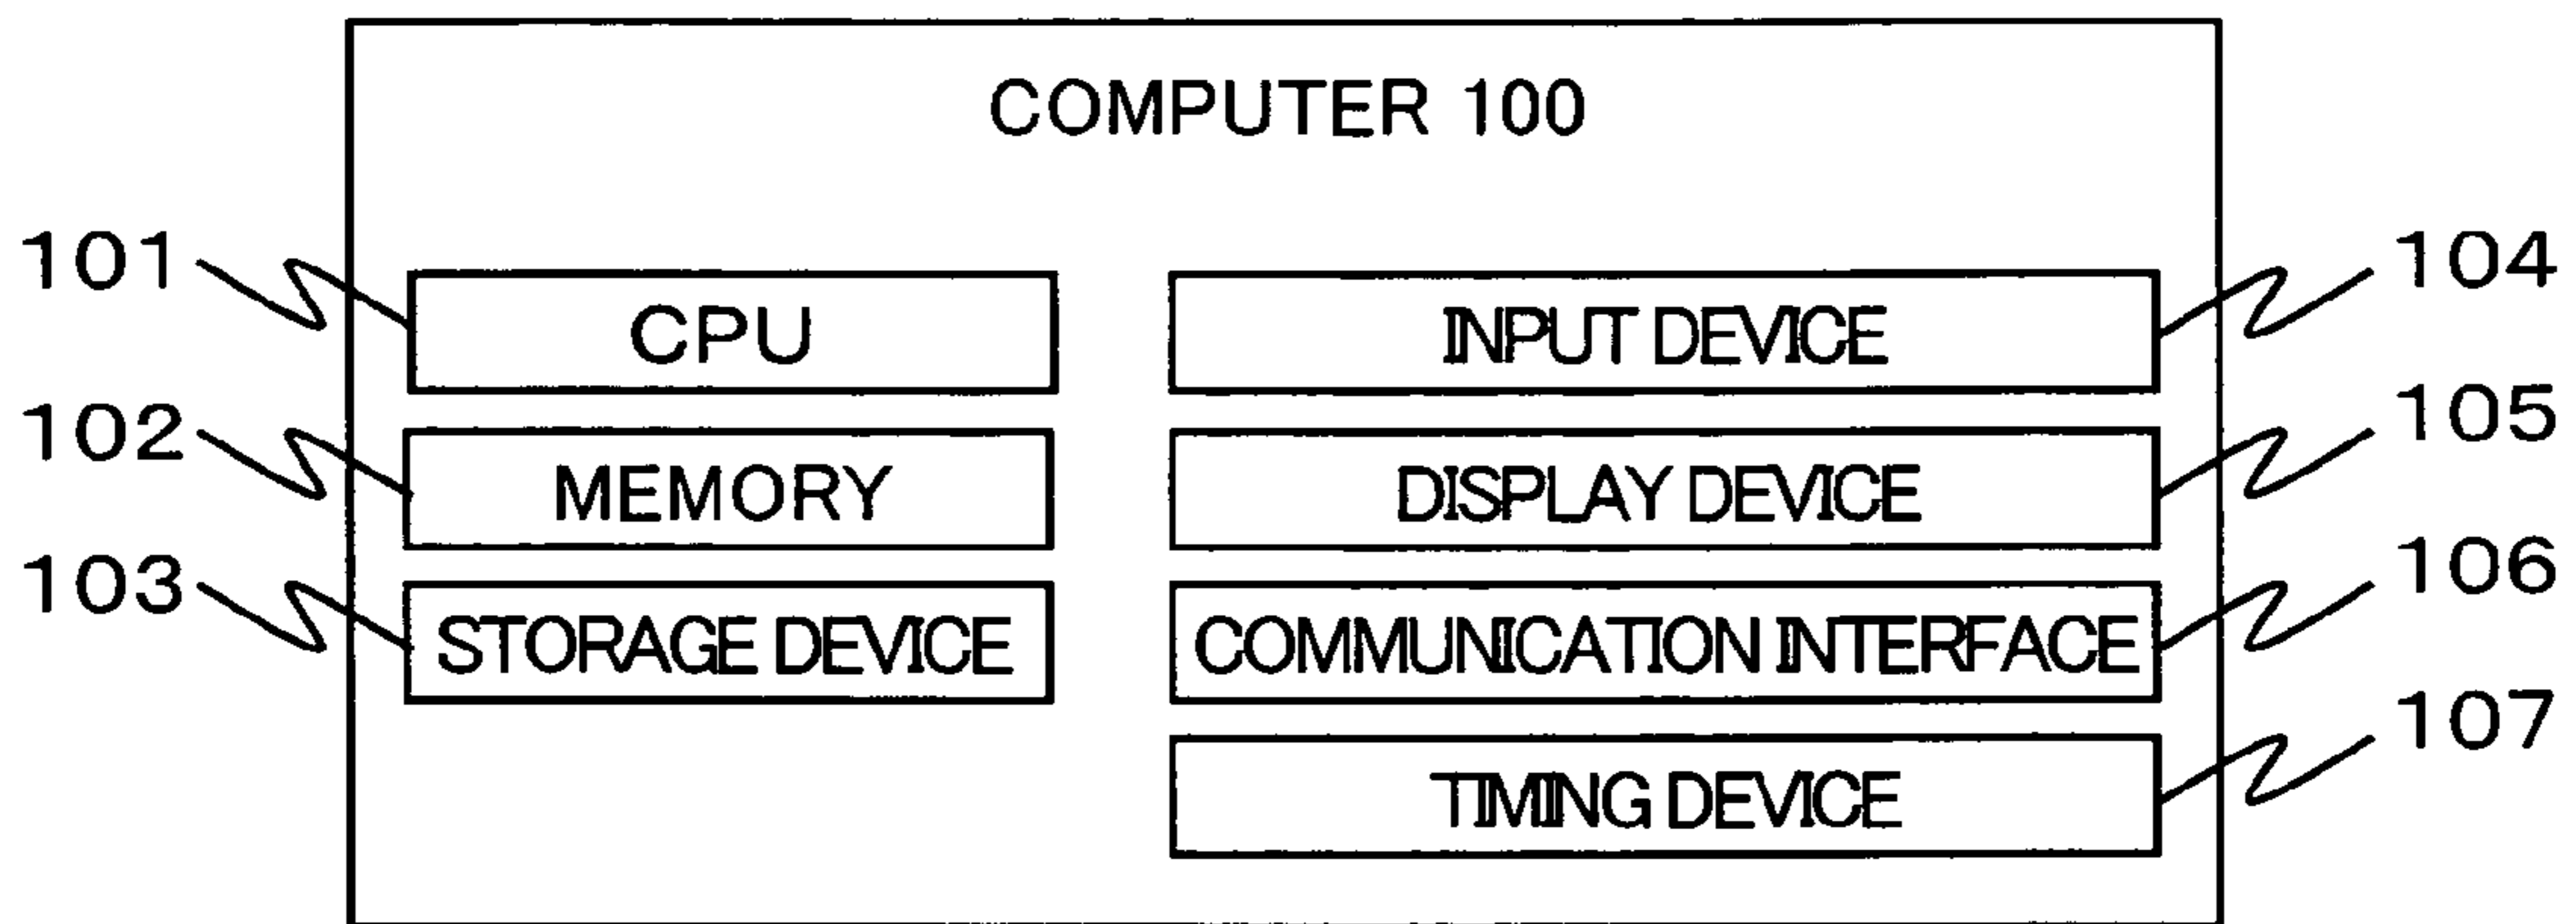 COMPUTER 100
101
CPU
102
MEMORY
103
STORAGE DEVICE
INPUT DEVICE
104
DISPLAY DEVICE
105
COMMUNICATION INTERFACE
106
TIMING DEVICE
107